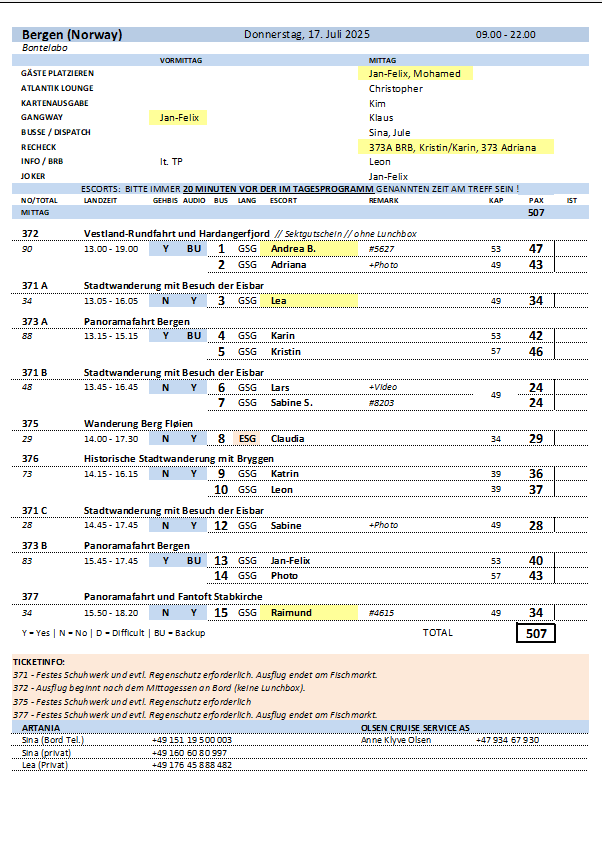 Bergen (Norway) Donnerstag, 17. Juli 2025 09.00 - 22.00
Bontelabo
VORMITTAG MITTAG
GÄSTE PLATZIEREN Jan-Felix, Mohamed
ATLANTIK LOUNGE Christopher
KARTENAUSGABE Kim
GANGWAY Jan-Felix Klaus
BUSSE / DISPATCH Sina, Jule
RECHECK 373A BRB, Kristin/Karin, 373 Adriana
INFO / BRB lt. TP Leon
JOKER Jan-Felix
ESCORTS: BITTE IMMER 20 MINUTEN VOR DER IM TAGESPROGRAMM GENANNTEN ZEIT AM TREFF SEIN !
NO/TOTAL LANDZEIT GEHBIS AUDIO BUS LANG ESCORT REMARK KAP PAX IST
MITTAG 507
372 Vestland-Rundfahrt und Hardangerfjord // Sektgutschein // ohne Lunchbox
90 13.00 - 19.00 Y BU 1 GSG Andrea B. #5627 53 47
2 GSG Adriana +Photo 49 43
371 A Stadtwanderung mit Besuch der Eisbar
34 13.05 - 16.05 N Y 3 GSG Lea 49 34
373 A Panoramafahrt Bergen
88 13.15 - 15.15 Y BU 4 GSG Karin 53 42
5 GSG Kristin 57 46
371 B Stadtwanderung mit Besuch der Eisbar
48 13.45 - 16.45 N Y 6 GSG Lars +Video 49 24
7 GSG Sabine S. #8203 24
375 Wanderung Berg Fløien
29 14.00 - 17.30 N Y 8 ESG Claudia 34 29
376 Historische Stadtwanderung mit Bryggen
73 14.15 - 16.15 N Y 9 GSG Katrin 39 36
10 GSG Leon 39 37
371 C Stadtwanderung mit Besuch der Eisbar
28 14.45 - 17.45 N Y 12 GSG Sabine +Photo 49 28
373 B Panoramafahrt Bergen
83 15.45 - 17.45 Y BU 13 GSG Jan-Felix 53 40
14 GSG Photo 57 43
377 Panoramafahrt und Fantoft Stabkirche
34 15.50 - 18.20 N Y 15 GSG Raimund #4615 49 34
Y = Yes | N = No | D = Difficult | BU = Backup TOTAL 507
TICKETINFO:
371 - Festes Schuhwerk und evtl. Regenschutz erforderlich. Ausflug endet am Fischmarkt.
372 - Ausflug beginnt nach dem Mittagessen an Bord (keine Lunchbox).
375 - Festes Schuhwerk und evtl. Regenschutz erforderlich
377 - Festes Schuhwerk und evtl. Regenschutz erforderlich. Ausflug endet am Fischmarkt.
ARTANIA OLSEN CRUISE SERVICE AS
Sina (Bord Tel.) +49 151 19 500 003 Anne Klyve Olsen +47 934 67 930
Sina (privat) +49 160 60 80 997
Lea (Privat) +49 176 45 888 482